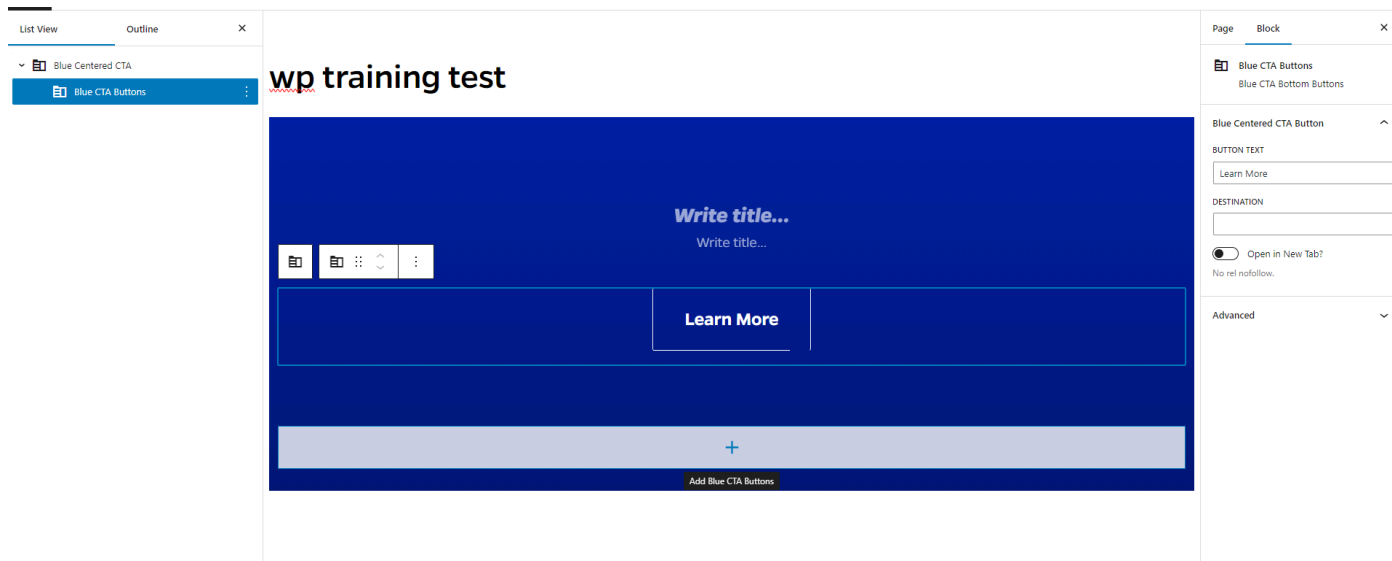 List View
Outline
Blue Centered CTA
Blue CTA Buttons
wp training test
Write title...
Write title...
Learn More
Add Blue CTA Buttons
Page
Block
Blue CTA Buttons
Blue CTA Bottom Buttons
Blue Centered CTA Button
BUTTON TEXT
Learn More
DESTINATION
Open in New Tab?
No rel nofollow.
Advanced